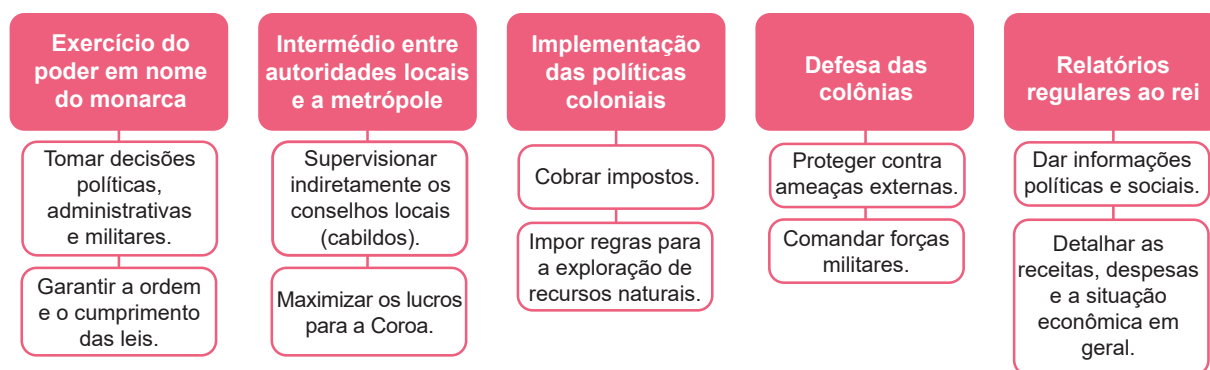 Exercício do
poder em nome
do monarca
Tomar decisões
políticas,
administrativas
e militares.
Garantir a ordem
e o cumprimento
das leis.
Intermédio entre
autoridades locais
e a metrópole
Supervisionar
indiretamente os
conselhos locais
(cabildos).
Maximizar os lucros
para a Coroa.
Implementação
das políticas
coloniais
Cobrar impostos.
Impor regras para
a exploração de
recursos naturais.
Defesa das
colônias
Proteger contra
ameaças externas.
Comandar forças
militares.
Relatórios
regulares ao rei
Dar informações
políticas e sociais.
Detalhar as
receitas, despesas
e a situação
econômica em
geral.